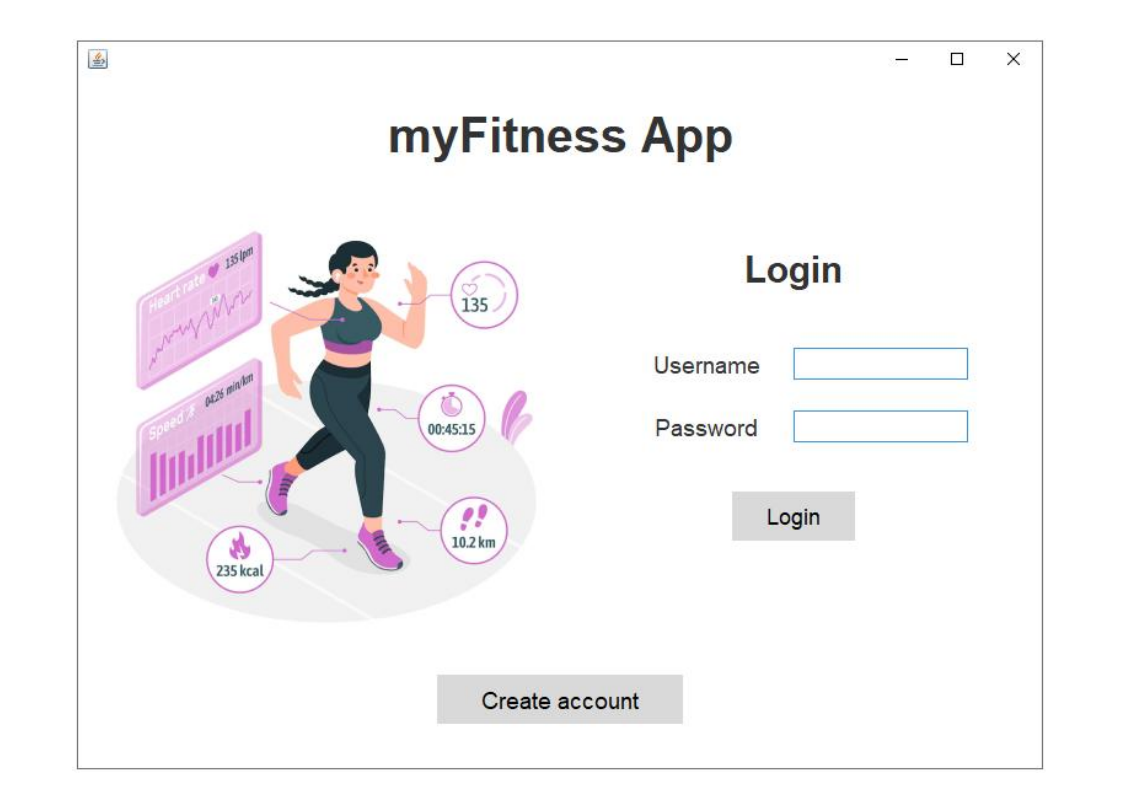 myFitness App
Heart rate 135 lpm
135
Speed 04:26 min/km
00:45:15
10.2 km
235 kcal
Login
Username
Password
Login
Create account